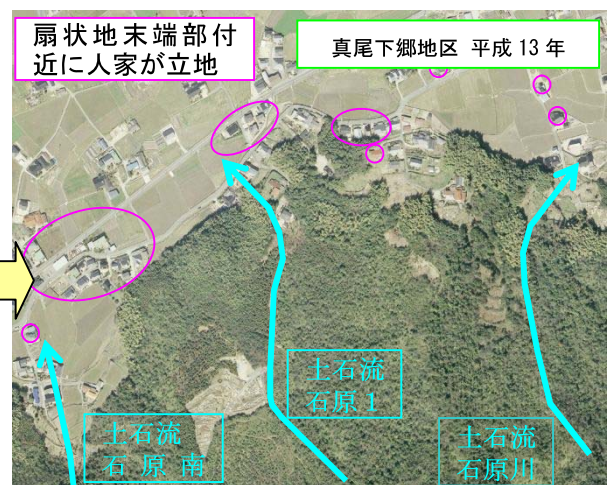 扇状地末端部付
近に人家が立地
真尾下郷地区 平成13年
土石流
石原1
土石流
石原南
土石流
石原川